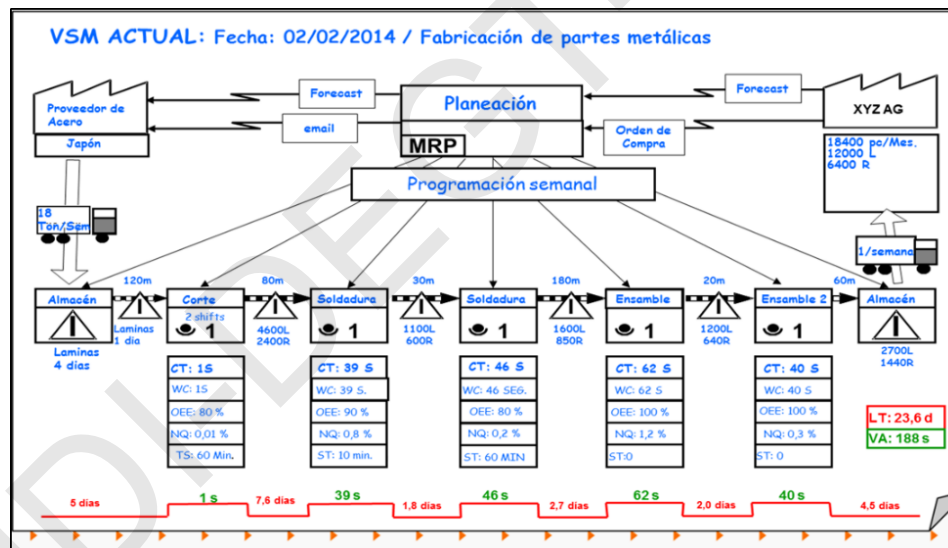 VSM ACTUAL: Fecha: 02/02/2014 / Fabricación de partes metálicas
Proveedor de
Acero
Japón
Forecast
email
Planeación
MRP
Forecast
Orden de
Compra
XYZ AG
18400 pc/Mes.
12000 L
6400 R
Programación semanal
18
Ton/Sem
1/semana
120m
80m
30m
180m
20m
60m
Almacén
Laminas
4 dias
Laminas
1 dia
Corte
2 shifts
1
4600L
2400R
Soldadura
1
1100L
600R
Soldadura
1
1600L
850R
Ensable
1
1200L
640R
Ensamble 2
1
Almacén
2700L
1440R
CT: 1S
WC: 1S
OEE: 80 %
NQ: 0,01 %
TS: 60 Min.
CT: 39 S
WC: 39 S.
OEE: 90 %
NQ: 0,8 %
ST: 10 min.
CT: 46 S
WC: 46 SEG.
OEE: 80 %
NQ: 0,2 %
ST: 60 MIN
CT: 62 S
WC: 62 S
OEE: 100 %
NQ: 1,2 %
ST:0
CT: 40 S
WC: 40 S
OEE: 100 %
NQ: 0,3 %
ST: 0
LT: 23,6 d
VA: 188 s
5 dias
1 s
7,6 dias
39 s
1,8 dias
46 s
2,7 dias
62 s
2,0 dias
40 s
4,5 dias